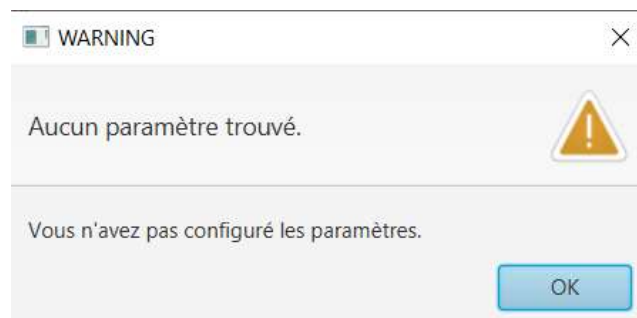 WARNING
Aucun paramètre trouvé.
Vous n'avez pas configuré les paramètres.
OK